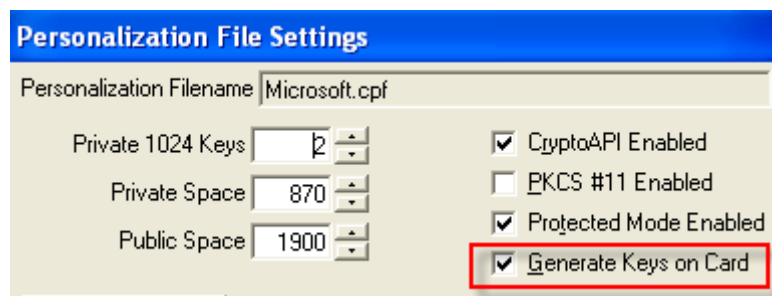 Personalization File Settings
Personalization Filename Microsoft.cpf
Private 1024 Keys 2
CryptoAPI Enabled
Private Space 870
PKCS #11 Enabled
Public Space 1900
Protected Mode Enabled
Generate Keys on Card